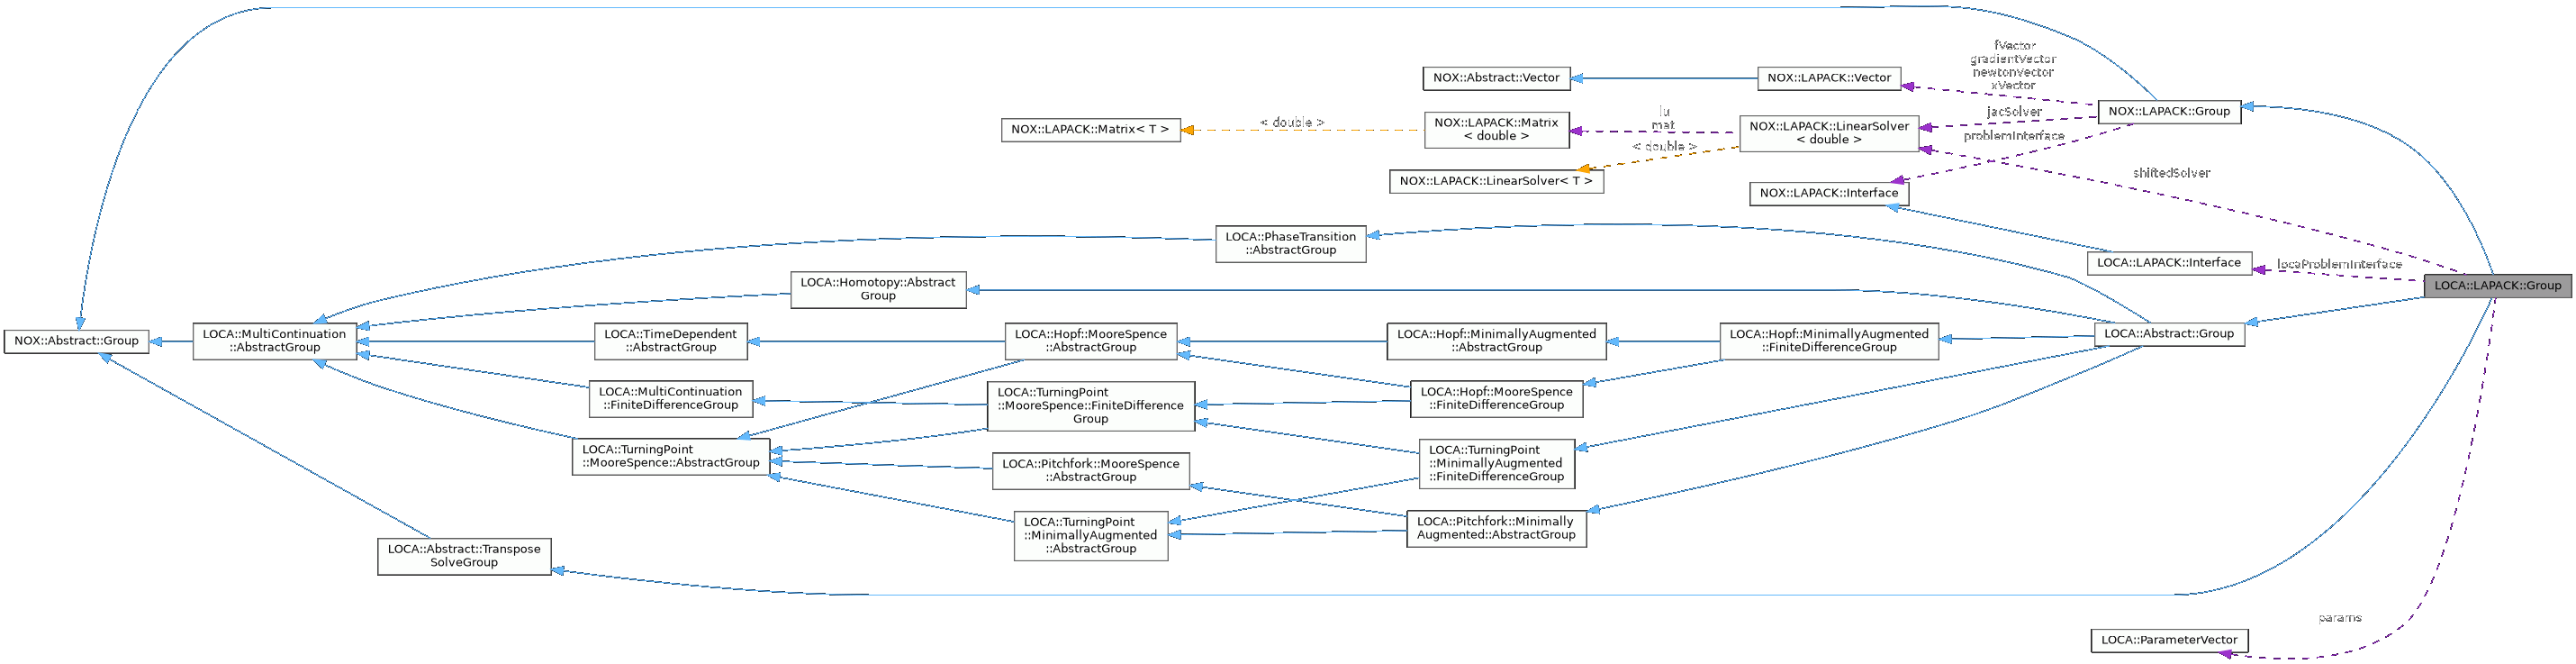 fVector
gradientVector
newtonVector
xVector
NOX::Abstract::Vector
NOX::LAPACK::Vector
NOX::LAPACK::Group
jacSolver
lu
mat
< double >
NOX::LAPACK::Matrix< T >
NOX::LAPACK::Matrix
< double >
NOX::LAPACK::LinearSolver
< double >
problemInterface
< double >
NOX::LAPACK::LinearSolver< T >
shiftedSolver
NOX::LAPACK::Interface
LOCA::PhaseTransition
::AbstractGroup
LOCA::LAPACK::Interface
locaProblemInterface
LOCA::LAPACK::Group
LOCA::Homotopy::Abstract
Group
NOX::Abstract::Group
LOCA::MultiContinuation
::AbstractGroup
LOCA::TimeDependent
::AbstractGroup
LOCA::Hopf::MooreSpence
::AbstractGroup
LOCA::Hopf::MinimallyAugmented
::AbstractGroup
LOCA::Hopf::MinimallyAugmented
::FiniteDifferenceGroup
LOCA::Abstract::Group
LOCA::MultiContinuation
::FiniteDifferenceGroup
LOCA::TurningPoint
::MooreSpence::FiniteDifference
Group
LOCA::Hopf::MooreSpence
::FiniteDifferenceGroup
LOCA::TurningPoint
::MooreSpence::AbstractGroup
LOCA::Pitchfork::MooreSpence
::AbstractGroup
LOCA::TurningPoint
::MinimallyAugmented
::FiniteDifferenceGroup
LOCA::TurningPoint
::MinimallyAugmented
::AbstractGroup
LOCA::Pitchfork::Minimally
Augmented::AbstractGroup
LOCA::Abstract::Transpose
SolveGroup
params
LOCA::ParameterVector